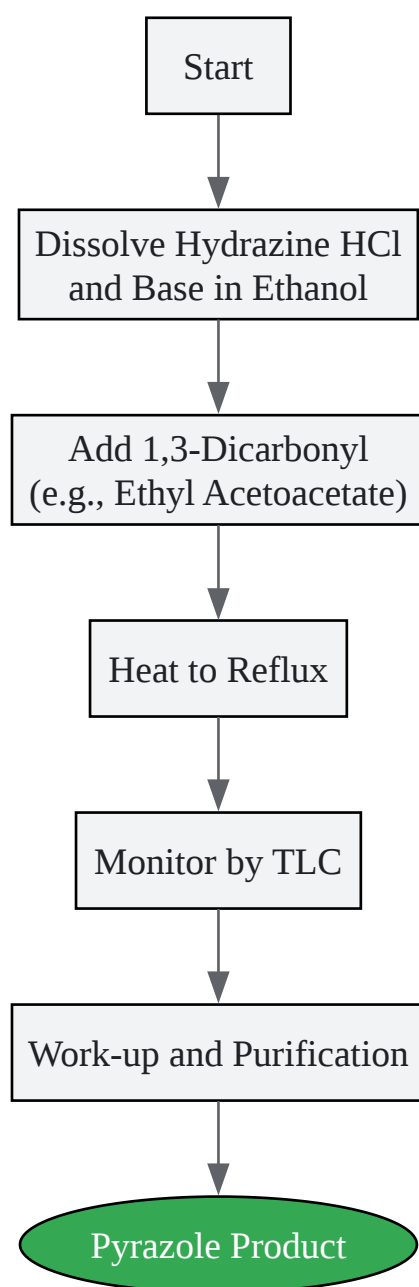 Start
Dissolve Hydrazine HCl
and Base in Ethanol
Add 1,3-Dicarbonyl
(e.g., Ethyl Acetoacetate)
Heat to Reflux
Monitor by TLC
Work-up and Purification
Pyrazole Product